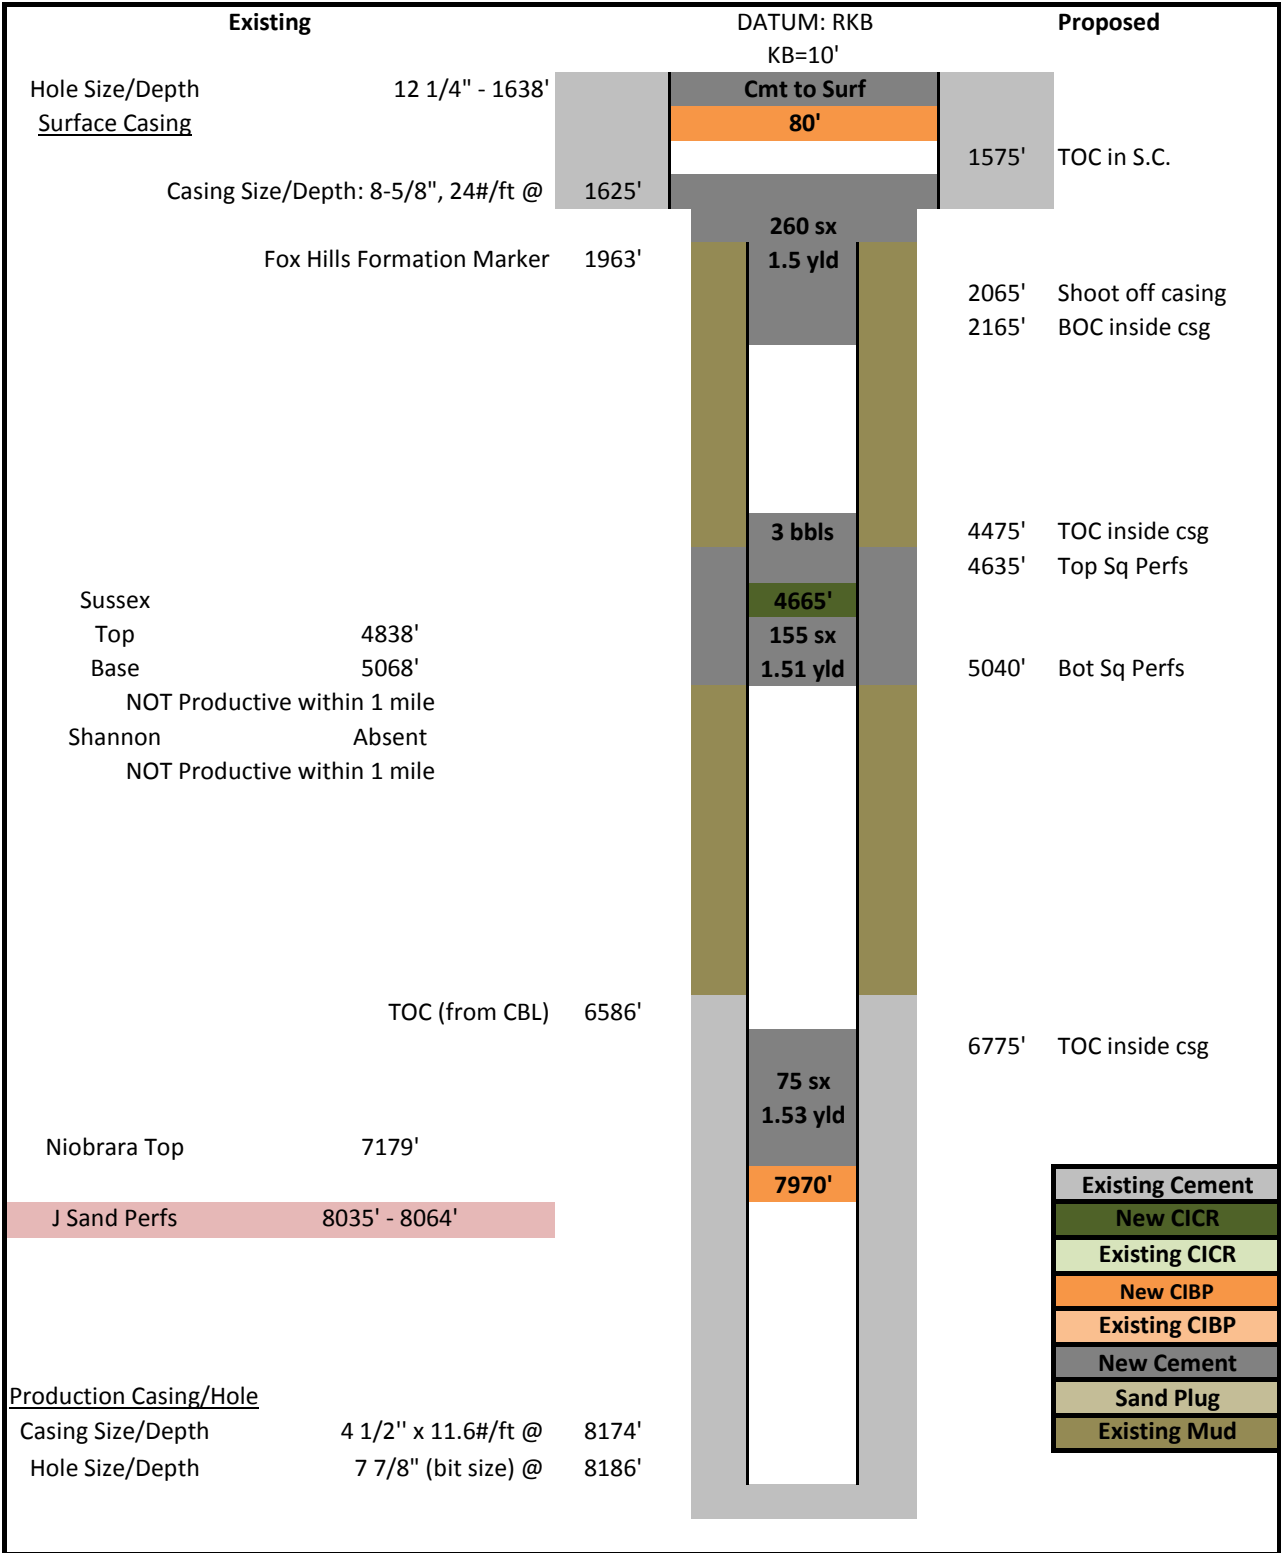 Existing DATUM: RKB Proposed
KB=10'
Hole Size/Depth 12 1/4" - 1638' Cmt to Surf
Surface Casing 80'
1575' TOC in S.C.
Casing Size/Depth: 8-5/8", 24#/ft @ 1625'
260 sx
Fox Hills Formation Marker 1963' 1.5 yld
2065' Shoot off casing
2165' BOC inside csg
3 bbls 4475' TOC inside csg
4635' Top Sq Perfs
Sussex 4665'
Top 4838' 155 sx
Base 5068' 1.51 yld 5040' Bot Sq Perfs
NOT Productive within 1 mile
Shannon Absent
NOT Productive within 1 mile
TOC (from CBL) 6586'
6775' TOC inside csg
75 sx
1.53 yld
Niobrara Top 7179'
7970' Existing Cement
J Sand Perfs 8035' - 8064' New CICR
Existing CICR
New CIBP
Existing CIBP
New Cement
Production Casing/Hole Sand Plug
Casing Size/Depth 4 1/2'' x 11.6#/ft @ 8174' Existing Mud
Hole Size/Depth 7 7/8" (bit size) @ 8186'